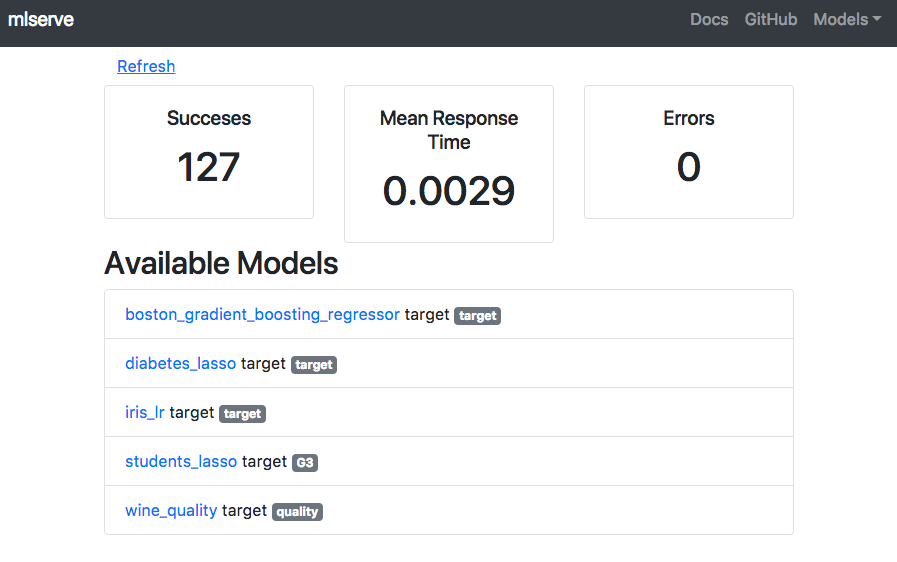 mlserve
Docs GitHub Models
Refresh
Succeses
127
Mean Response
Time
0.0029
Errors
0
Available Models
boston_gradient_boosting_regressor target target
diabetes_lasso target target
iris_lr target target
students_lasso target G3
wine_quality target quality